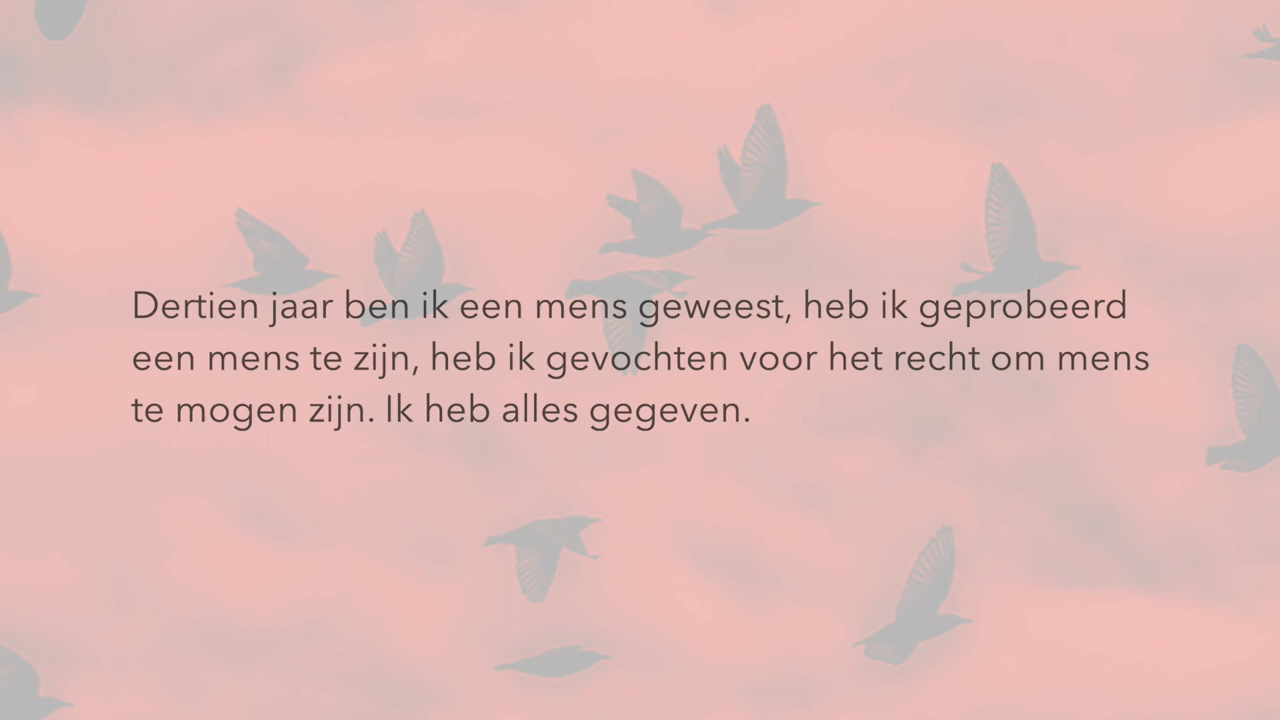 Dertien jaar ben ik een mens geweest, heb ik geprobeerd
een mens te zijn, heb ik gevochten voor het recht om mens
te mogen zijn. Ik heb alles gegeven.